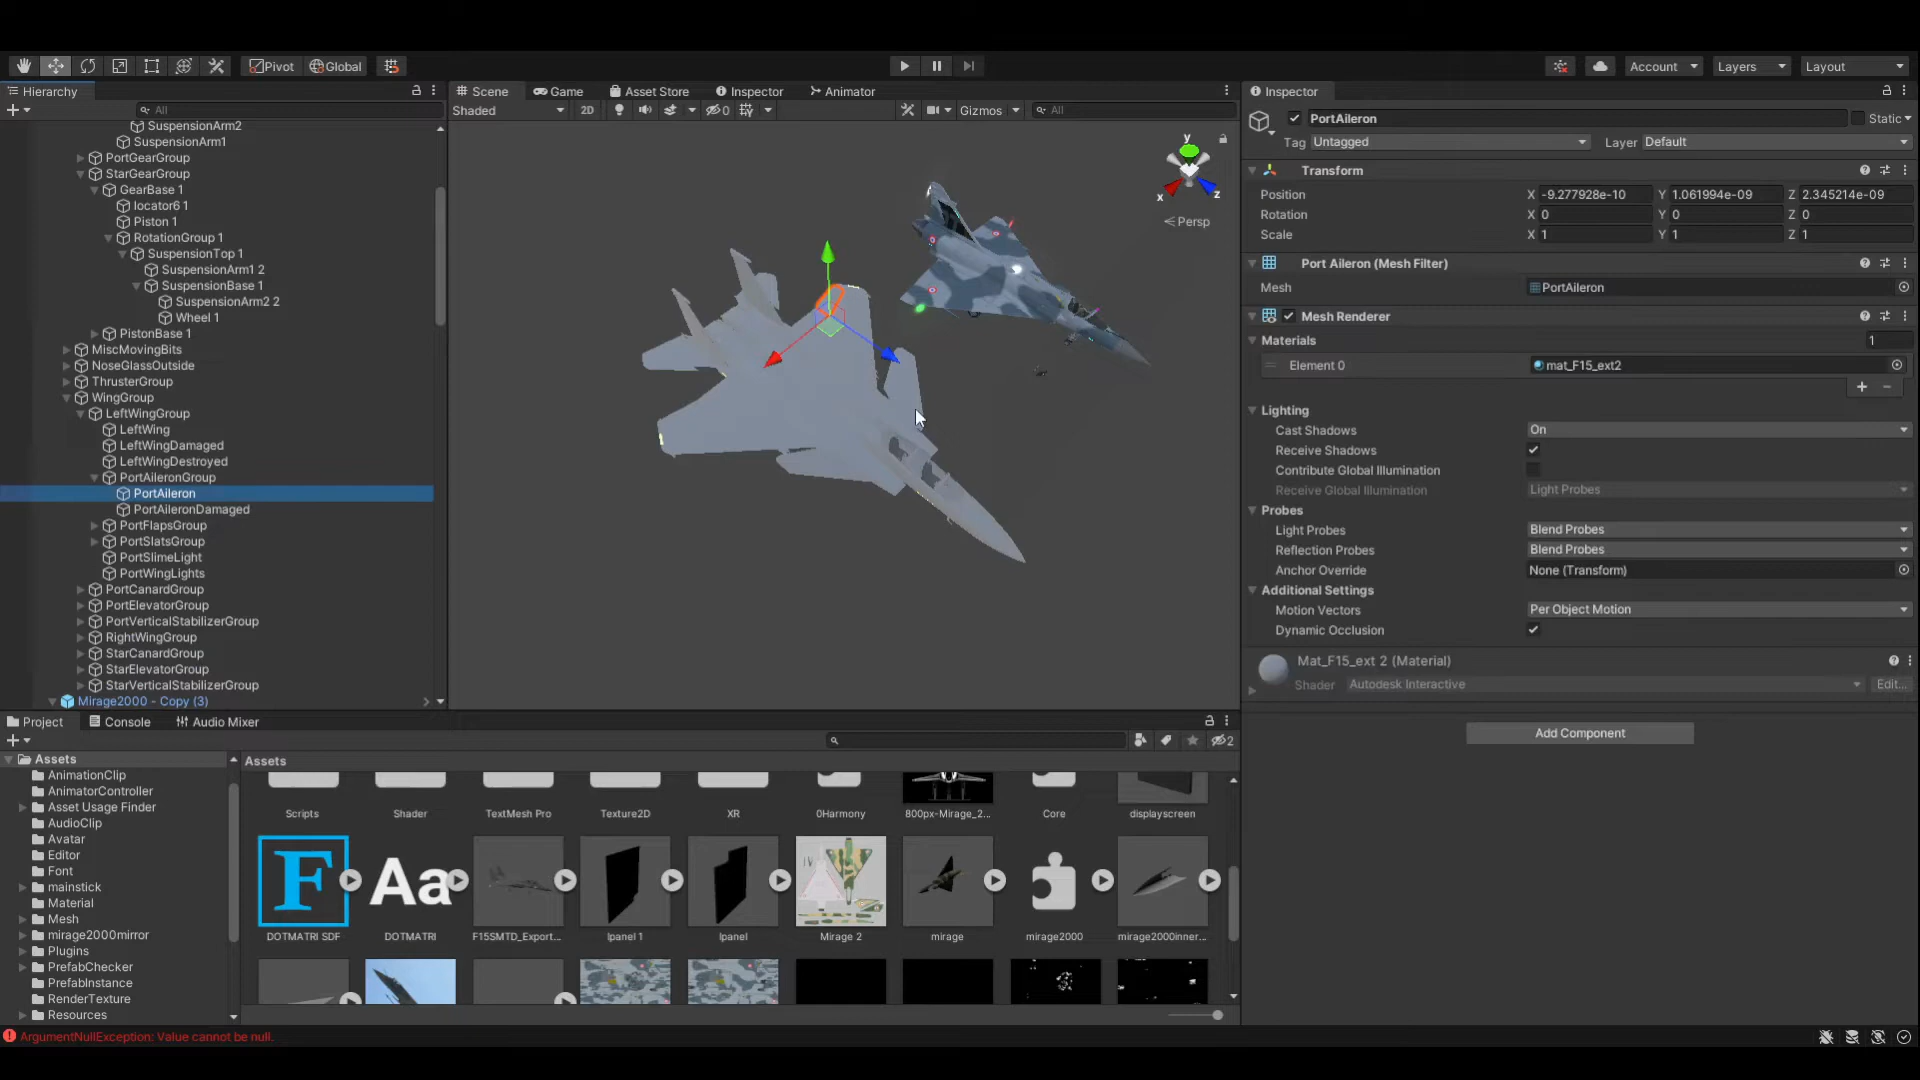 Pivot Global Account Layers Layout
Hierarchy Scene Game Asset Store Inspector Animator Inspector
All Shaded 2D 0 Gizmos All PortAileron Static
SuspensionArm2
SuspensionArm1 Tag Untagged Layer Default
PortGearGroup
StarGearGroup Transform
GearBase 1
locator6 1 Position X -9.277928e-10 Y 1.061994e-09 Z 2.345214e-09
Piston 1 Rotation X 0 Y 0 Z 0
RotationGroup 1 Scale X 1 Y 1 Z 1
y
x
z
Persp
SuspensionTop 1
SuspensionArm1 2 Port Aileron (Mesh Filter)
SuspensionBase 1 Mesh PortAileron
SuspensionArm2 2
Wheel 1 Mesh Renderer
PistonBase 1 Materials 1
MiscMovingBits
NoseGlassOutside Element 0 mat_F15_ext2
ThrusterGroup
WingGroup
LeftWingGroup Lighting
LeftWing Cast Shadows On
LeftWingDamaged Receive Shadows
LeftWingDestroyed Contribute Global Illumination
PortAileronGroup Receive Global Illumination Light Probes
PortAileron
PortAileronDamaged Probes
PortFlapsGroup Light Probes Blend Probes
PortSlatsGroup Reflection Probes Blend Probes
PortSlimeLight Anchor Override None (Transform)
PortWingLights
PortCanardGroup Additional Settings
PortElevatorGroup Motion Vectors Per Object Motion
PortVerticalStabilizerGroup Dynamic Occlusion
RightWingGroup
StarCanardGroup Mat_F15_ext 2 (Material)
StarElevatorGroup
StarVerticalStabilizerGroup Shader Autodesk Interactive Edit...
Mirage2000 - Copy (3)
Project Console Audio Mixer Add Component
2
Assets Assets
AnimationClip
AnimatorController
Asset Usage Finder
AudioClip
Avatar
Editor
Font
mainstick
Material
Mesh
mirage2000mirror
Plugins
PrefabChecker
PrefabInstance
RenderTexture
Resources
Scripts Shader TextMesh Pro Texture2D XR 0Harmony 800px-Mirage_2... Core displayscreen
F Aa
DOTMATRI SDF DOTMATRI F15SMTD_Export... lpanel 1 lpanel Mirage 2 mirage mirage2000 mirage2000inner...
ArgumentNullException: Value cannot be null.